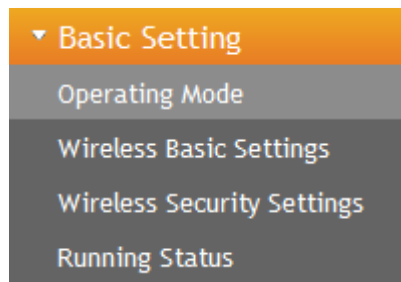 Basic Setting
Operating Mode
Wireless Basic Settings
Wireless Security Settings
Running Status